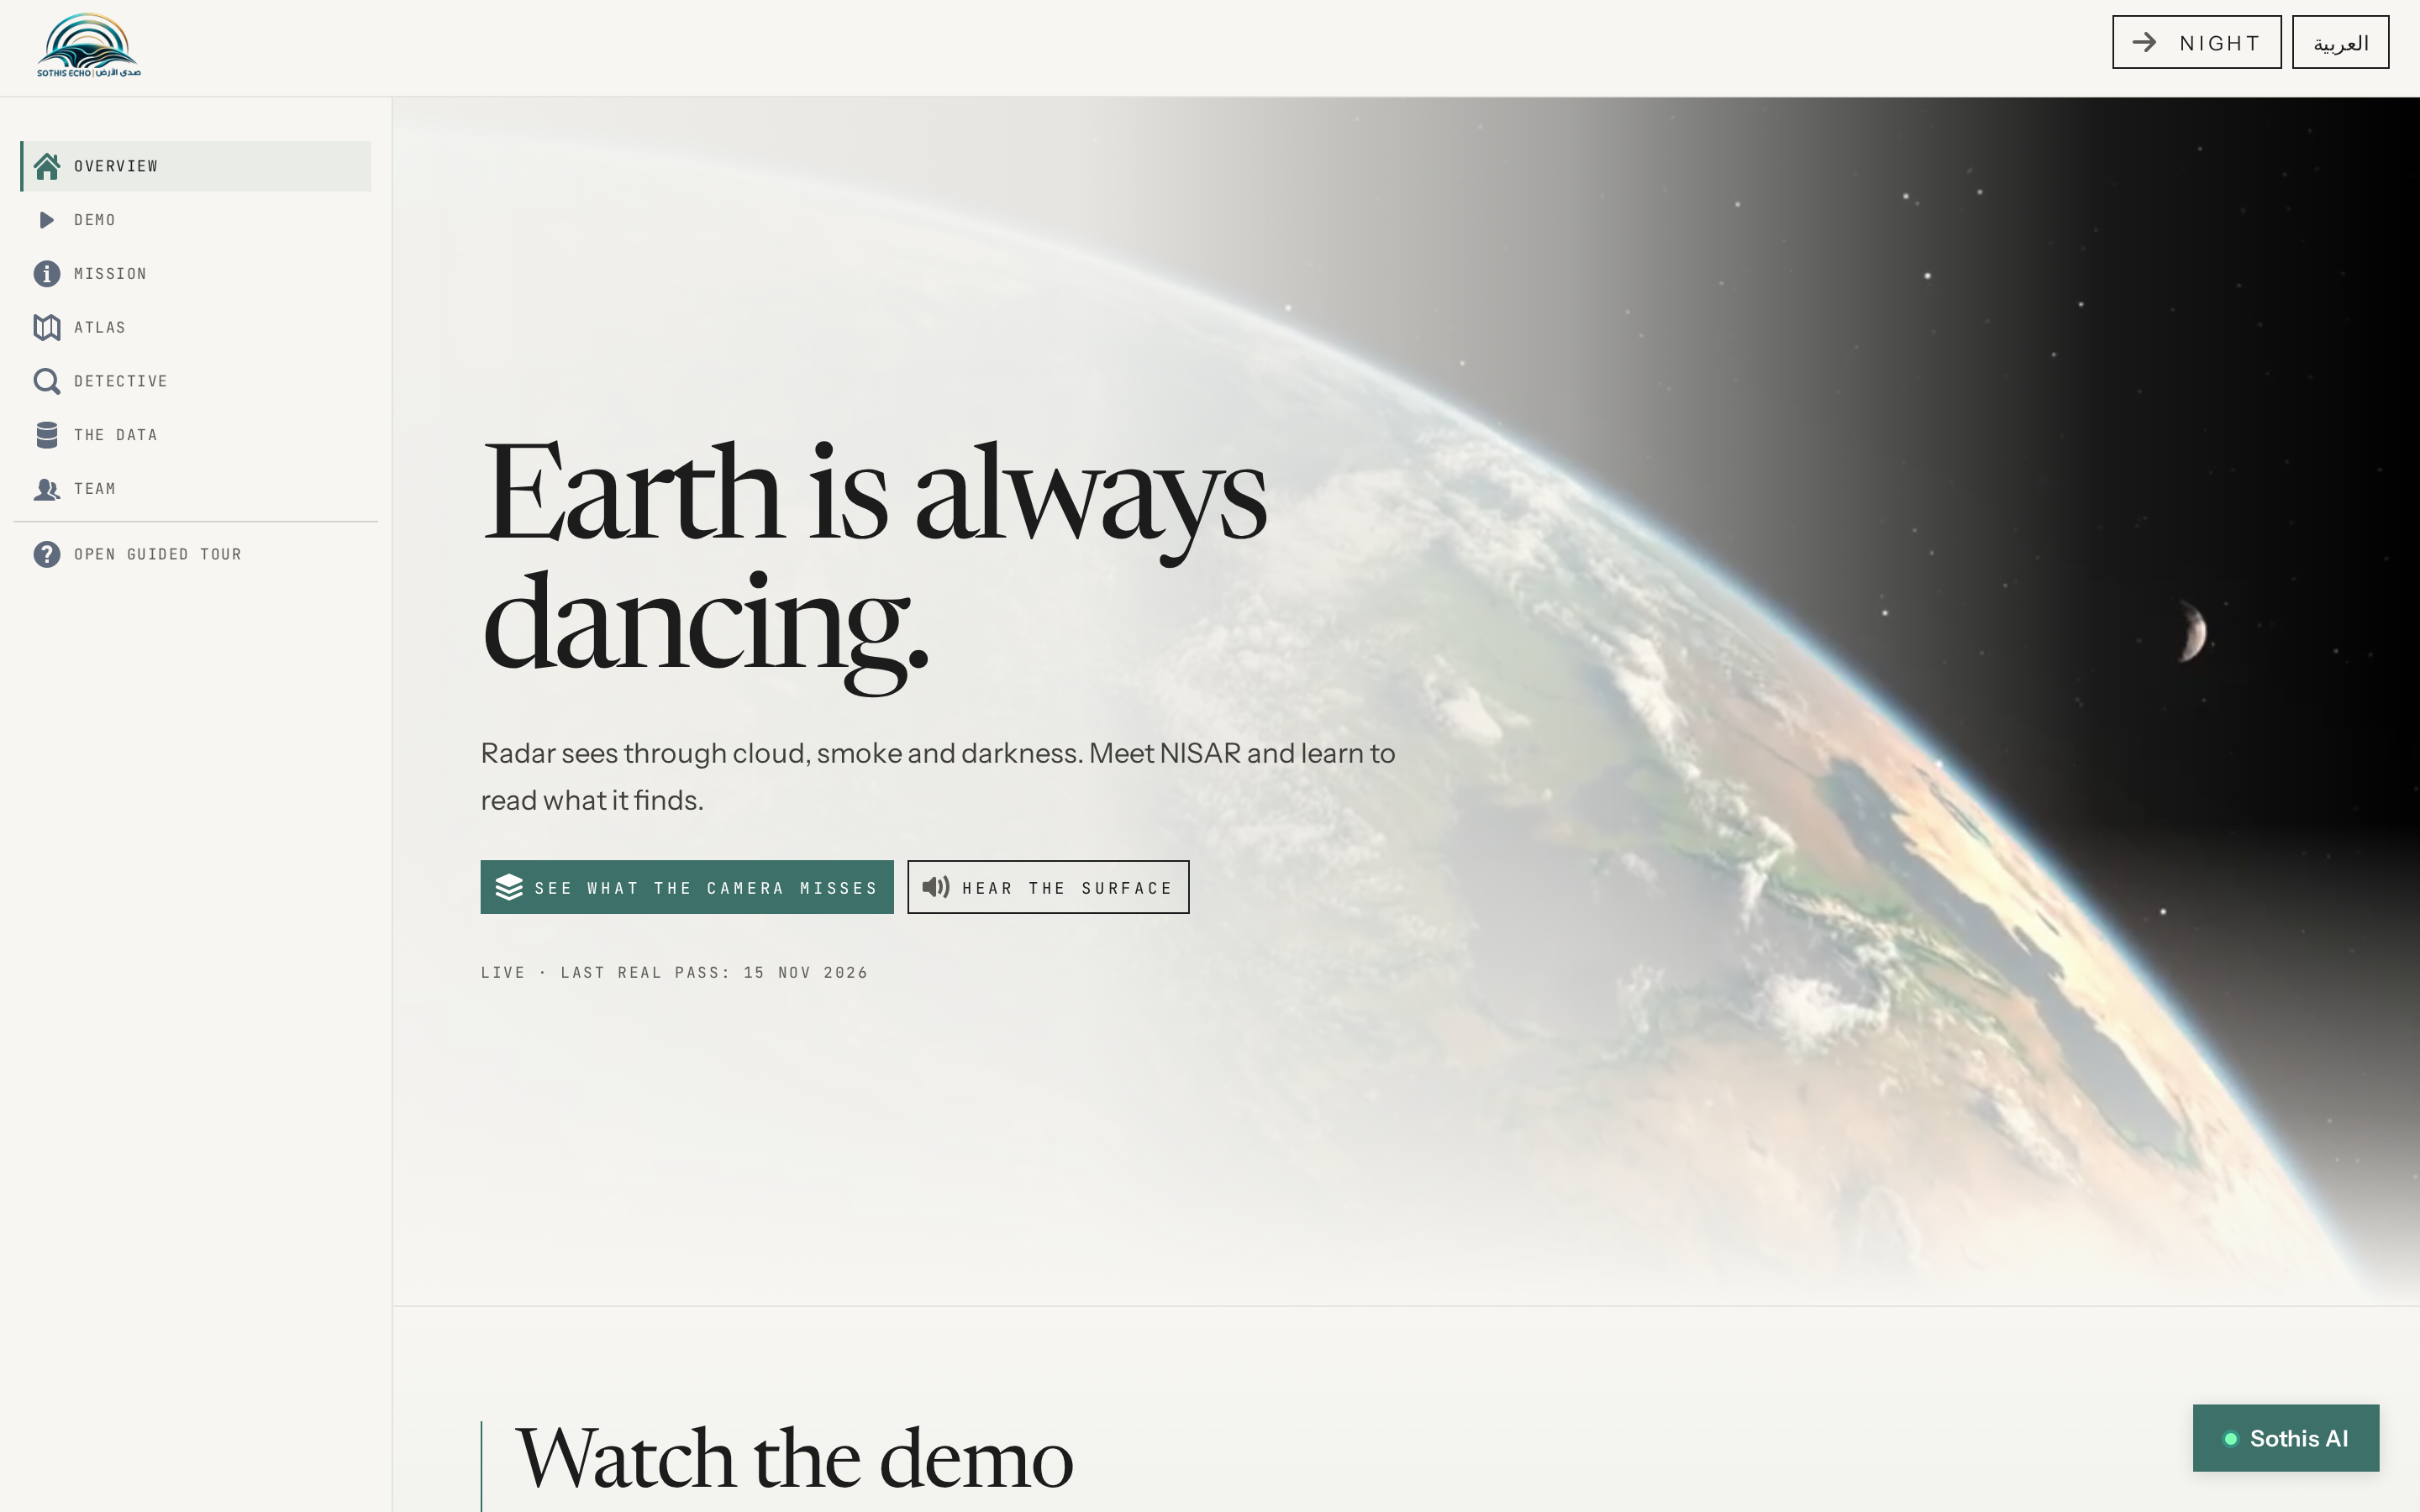 SOTHIS ECHO | صدى الأرض
NIGHT
العربية
OVERVIEW
DEMO
MISSION
ATLAS
DETECTIVE
THE DATA
TEAM
OPEN GUIDED TOUR
Earth is always
dancing.
Radar sees through cloud, smoke and darkness. Meet NISAR and learn to
read what it finds.
SEE WHAT THE CAMERA MISSES
HEAR THE SURFACE
LIVE · LAST REAL PASS: 15 NOV 2026
Watch the demo
Sothis AI